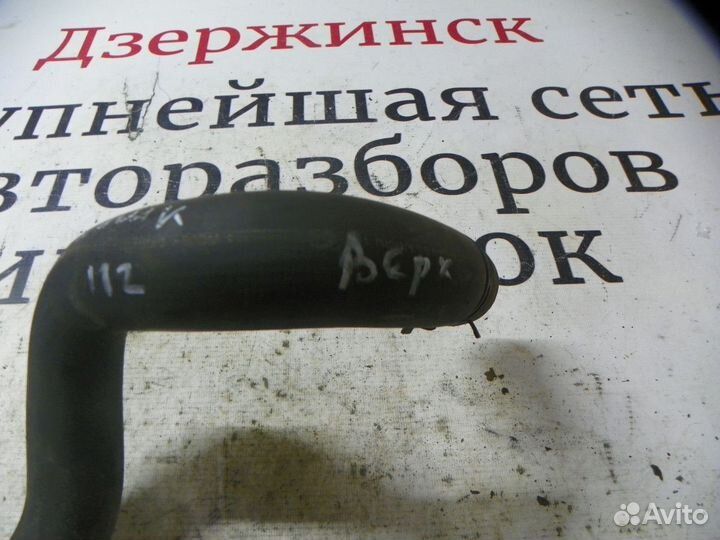 Дзержинск
упнейшая сеть
вторазборов
ок
112
Верх
Avito